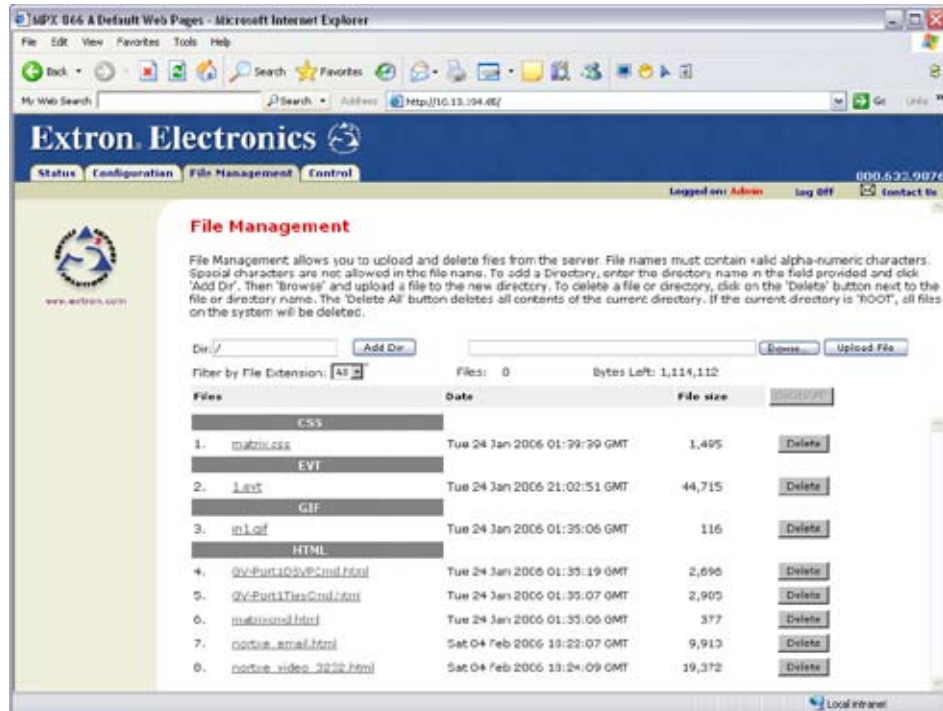 MPX 866 A Default Web Pages - Microsoft Internet Explorer
File Edit View Favorites Tools Help
Back Search Favorites
My Web Search Search Address
Go
Extron Electronics
Status Configuration File Management Control
Logged on: Admin Log Off Contact Us
www.extron.com
File Management
File Management allows you to upload and delete files from the server. File names must contain valid alpha-numeric characters.
Special characters are not allowed in the file name. To add a Directory, enter the directory name in the field provided and click
'Add Dir'. Then 'Browse' and upload a file to the new directory. To delete a file or directory, click on the 'Delete' button next to the
file or directory name. The 'Delete All' button deletes all contents of the current directory. If the current directory is 'ROOT', all files
on the system will be deleted.
Dir:/ Add Dir Browse... Upload File
Filter by File Extension: All Files: 8 Bytes Left: 1,114,112
Files Date File size Delete All
CSS
1. matrix.css Tue 24 Jan 2006 01:39:39 GMT 1,495 Delete
EVT
2. 1.evt Tue 24 Jan 2006 21:02:51 GMT 44,715 Delete
GIF
3. in1.gif Tue 24 Jan 2006 01:35:06 GMT 116 Delete
HTML
4. Tue 24 Jan 2006 01:35:19 GMT 2,696 Delete
5. Tue 24 Jan 2006 01:35:07 GMT 2,905 Delete
6. matrixcmd.html Tue 24 Jan 2006 01:35:06 GMT 377 Delete
7. nortxe_email.html Sat 04 Feb 2006 18:22:07 GMT 9,913 Delete
8. nortxe_video_3232.html Sat 04 Feb 2006 18:24:09 GMT 19,372 Delete
Local intranet